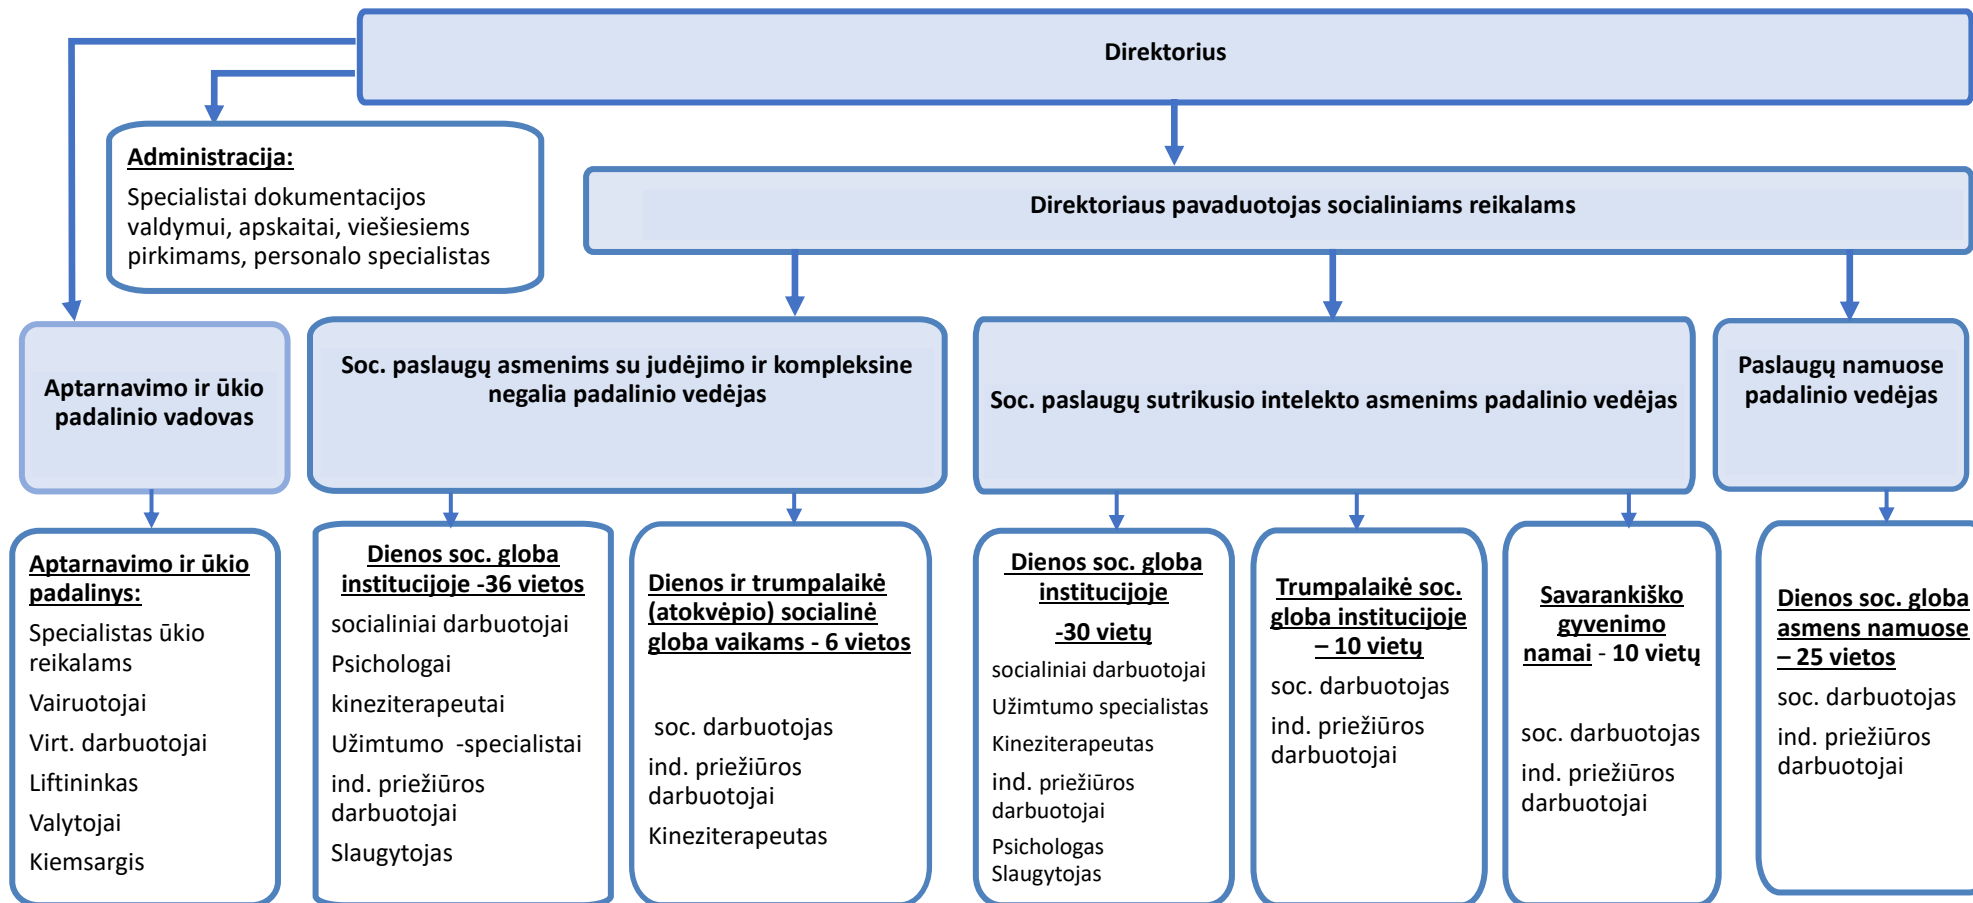 Direktorius
Administracija:
Specialistai dokumentacijos
valdymui, apskaitai, viešiesiems
pirkimams, personalo specialistas
Direktoriaus pavaduotojas socialiniams reikalams
Aptarnavimo ir ūkio
padalinio vadovas
Soc. paslaugų asmenims su judėjimo ir kompleksine
negalia padalinio vedėjas
Soc. paslaugų sutrikusio intelekto asmenims padalinio vedėjas
Paslaugų namuose
padalinio vedėjas
Aptarnavimo ir ūkio
padalinys:
Specialistas ūkio
reikalams
Vairuotojai
Virt. darbuotojai
Liftininkas
Valytojai
Kiemsargis
Dienos soc. globa
institucijoje -36 vietos
socialiniai darbuotojai
Psichologai
kineziterapeutai
Užimtumo -specialistai
ind. priežiūros
darbuotojai
Slaugytojas
Dienos ir trumpalaikė
(atokvėpio) socialinė
globa vaikams - 6 vietos
soc. darbuotojas
ind. priežiūros
darbuotojai
Kineziterapeutas
Dienos soc. globa
institucijoje
-30 vietų
socialiniai darbuotojai
Užimtumo specialistas
Kineziterapeutas
ind. priežiūros
darbuotojai
Psichologas
Slaugytojas
Trumpalaikė soc.
globa institucijoje
– 10 vietų
soc. darbuotojas
ind. priežiūros
darbuotojai
Savarankiško
gyvenimo
namai - 10 vietų
soc. darbuotojas
ind. priežiūros
darbuotojai
Dienos soc. globa
asmens namuose
– 25 vietos
soc. darbuotojas
ind. priežiūros
darbuotojai